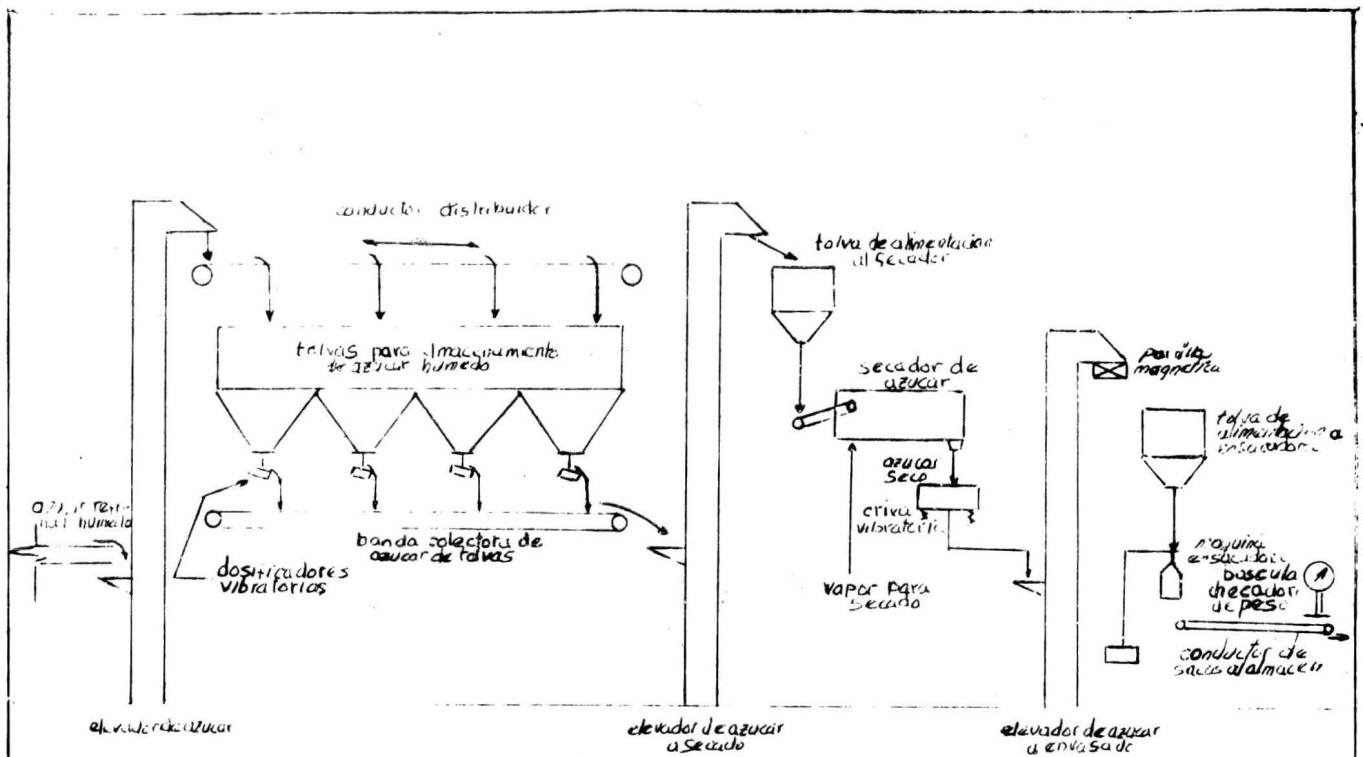 conductor distribuidor
tolva de alimentacion
al secador
tolvas para almacenamiento
de azucar humedo
parrilla
magnetica
secador de
azucar
tolva de
alimentacion a
ensacadora
azucar
seco
criva
vibratoria
humedo
banda colectora de
azucar de tolvas
dosificadores
vibratorios
vapor para
secado
maquina
ensacadora
bascula
checadora
de peso
conductor de
sacos a almacen
elevador de azucar
elevador de azucar
a secado
elevador de azucar
a envasado